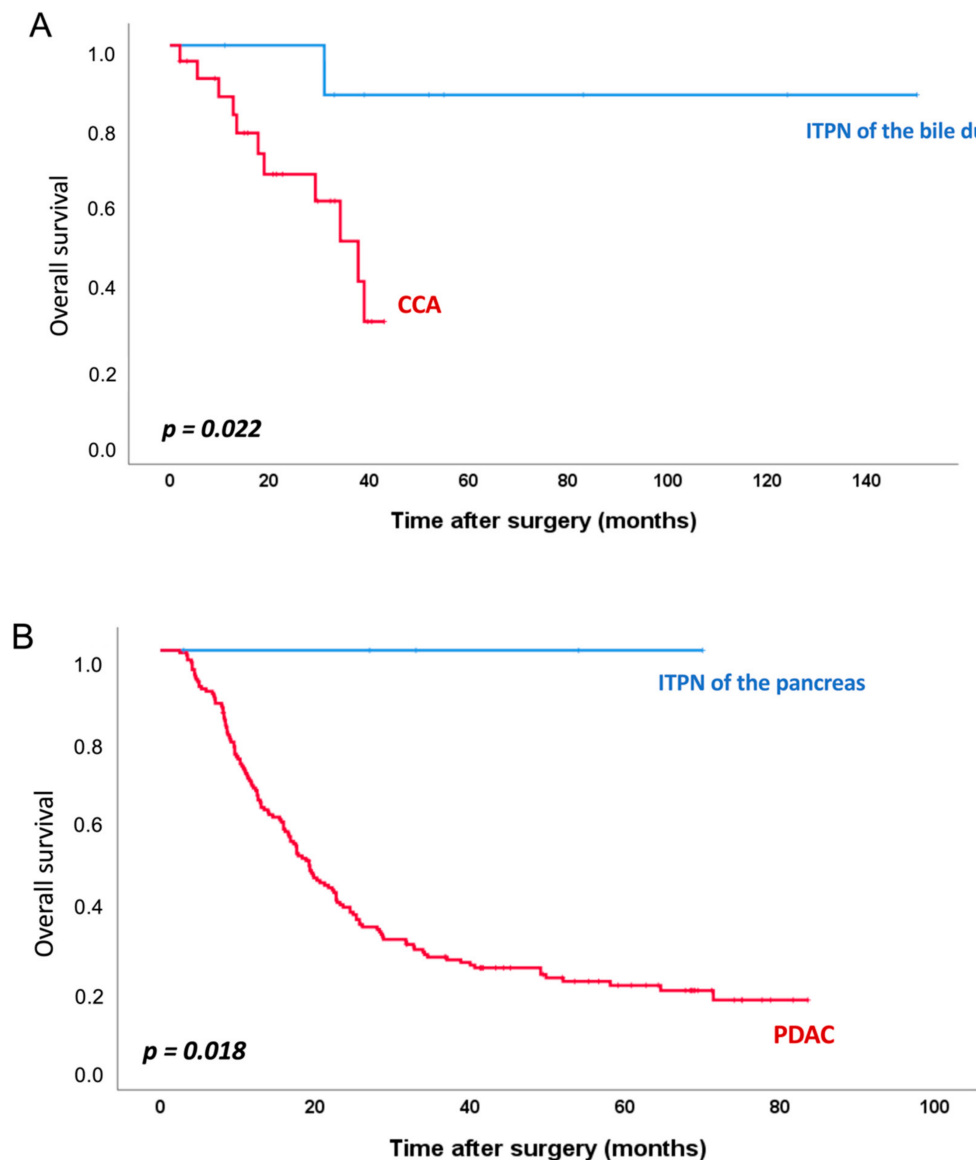 A
Overall survival
1.0
0.8
0.6
0.4
0.2
0.0
ITPN of the bile du
CCA
p = 0.022
0 20 40 60 80 100 120 140
Time after surgery (months)
B
Overall survival
1.0
0.8
0.6
0.4
0.2
0.0
ITPN of the pancreas
PDAC
p = 0.018
0 20 40 60 80 100
Time after surgery (months)